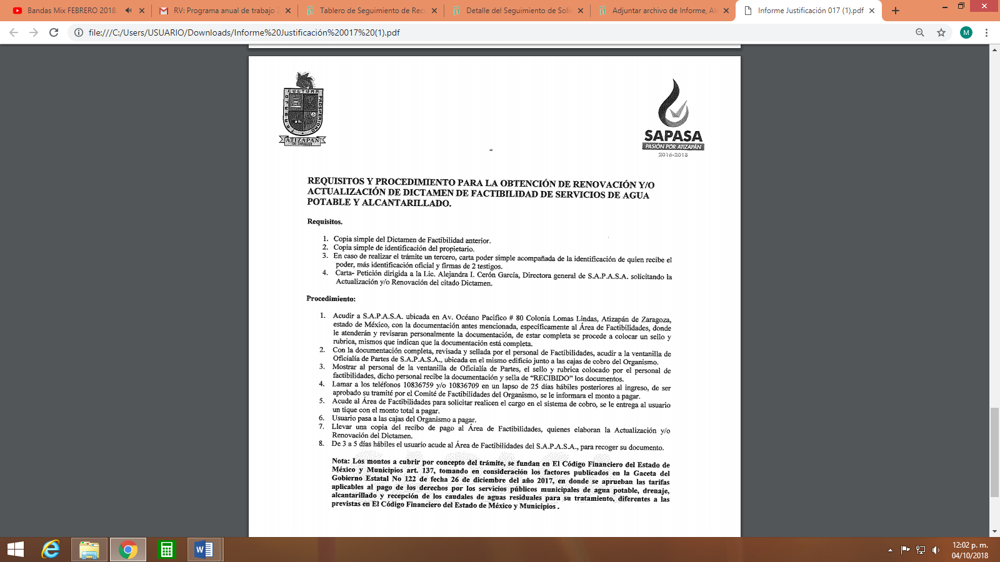 Bandas Mix FEBRERO 2018
RV: Programa anual de trabajo 2
Tablero de Seguimiento de Recu
Detalle del Seguimiento de Solic
Adjuntar archivo de Informe, Ale
Informe Justificación 017 (1).pdf
file:///C:/Users/USUARIO/Downloads/Informe%20Justificación%20017%20(1).pdf
M
CULTURA
TRABAJO
PROSPERIDAD
ATIZAPAN
DE ZARAGOZA
SAPASA
PASIÓN POR ATIZAPÁN
2016-2018
“
REQUISITOS Y PROCEDIMIENTO PARA LA OBTENCIÓN DE RENOVACIÓN Y/O
ACTUALIZACIÓN DE DICTAMEN DE FACTIBILIDAD DE SERVICIOS DE AGUA
POTABLE Y ALCANTARILLADO.
Requisitos.
1. Copia simple del Dictamen de Factibilidad anterior.
2. Copia simple de identificación del propietario.
3. En caso de realizar el trámite un tercero, carta poder simple acompañada de la identificación de quien recibe el
poder, más identificación oficial y firmas de 2 testigos.
4. Carta- Petición dirigida a la Lic. Alejandra I. Cerón García, Directora general de S.A.P.A.S.A. solicitando la
Actualización y/o Renovación del citado Dictamen.
Procedimiento:
1. Acudir a S.A.P.A.S.A. ubicada en Av. Océano Pacifico # 80 Colonia Lomas Lindas, Atizapán de Zaragoza,
estado de México, con la documentación antes mencionada, específicamente al Área de Factibilidades, donde
le atenderán y revisaran personalmente la documentación, de estar completa se procede a colocar un sello y
rubrica, mismos que indican que la documentación está completa.
2. Con la documentación completa, revisada y sellada por el personal de Factibilidades, acudir a la ventanilla de
Oficialía de Partes de S.A.P.A.S.A., ubicada en el mismo edificio junto a las cajas de cobro del Organismo.
3. Mostrar al personal de la ventanilla de Oficialía de Partes, el sello y rubrica colocado por el personal de
factibilidades, dicho personal recibe la documentación y sella de “RECIBIDO” los documentos.
4. Lamar a los teléfonos 10836759 y/o 10836709 en un lapso de 25 días hábiles posteriores al ingreso, de ser
aprobado su tramité por el Comité de Factibilidades del Organismo, se le informara el monto a pagar.
5. Acude al Área de Factibilidades para solicitar realicen el cargo en el sistema de cobro, se le entrega al usuario
un tique con el monto total a pagar.
6. Usuario pasa a las cajas del Organismo a pagar.
7. Llevar una copia del recibo de pago al Área de Factibilidades, quienes elaboran la Actualización y/o
Renovación del Dictamen.
8. De 3 a 5 días hábiles el usuario acude al Área de Factibilidades del S.A.P.A.S.A., para recoger su documento.
Nota: Los montos a cubrir por concepto del trámite, se fundan en El Código Financiero del Estado de
México y Municipios art. 137, tomando en consideración los factores publicados en la Gaceta del
Gobierno Estatal No 122 de fecha 26 de diciembre del año 2017, en donde se aprueban las tarifas
aplicables al pago de los derechos por los servicios públicos municipales de agua potable, drenaje,
alcantarillado y recepción de los caudales de aguas residuales para su tratamiento, diferentes a las
previstas en El Código Financiero del Estado de México y Municipios .
12:02 p. m.
04/10/2018